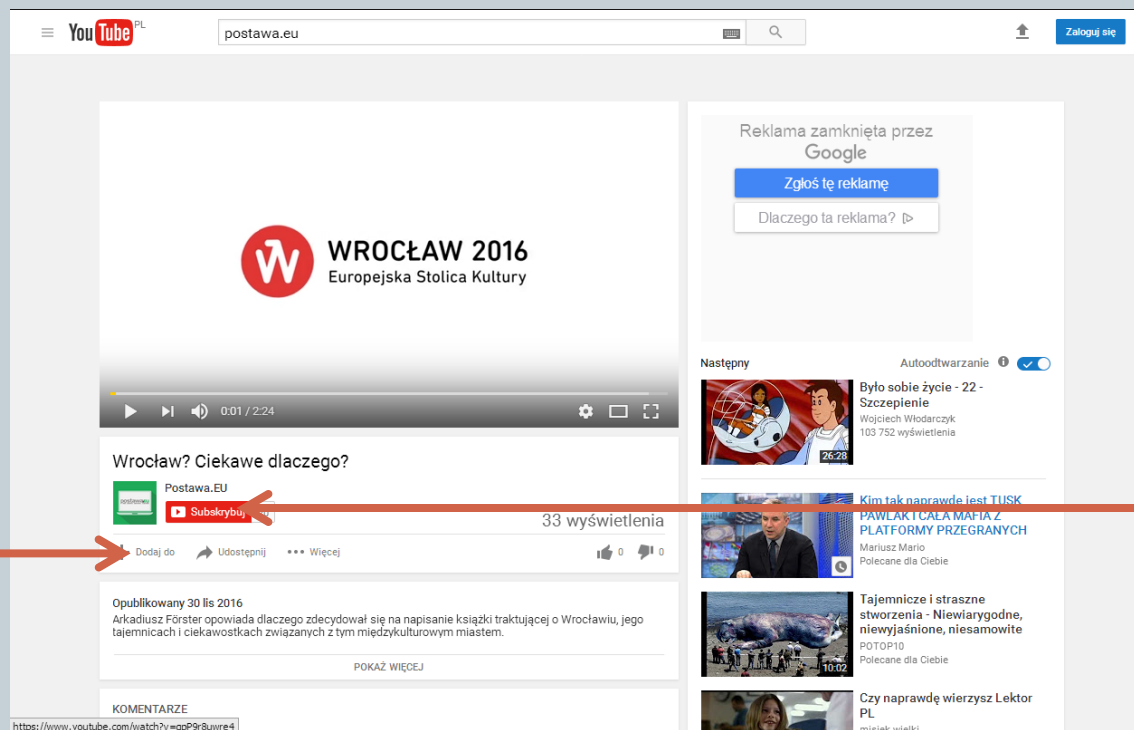 You Tube PL
postawa.eu
Zaloguj się
WROCŁAW 2016
Europejska Stolica Kultury
0:01 / 2:24
Wrocław? Ciekawe dlaczego?
Postawa.EU
Subskrybuj
33 wyświetlenia
Dodaj do
Udostępnij
Więcej
0
0
Opublikowany 30 lis 2016
Arkadiusz Förster opowiada dlaczego zdecydował się na napisanie książki traktującej o Wrocławiu, jego
tajemnicach i ciekawostkach związanych z tym międzykulturowym miastem.
POKAŻ WIĘCEJ
KOMENTARZE
https://www.youtube.com/watch?v=gpP9r8uwre4
Reklama zamknięta przez
Google
Zgłoś tę reklamę
Dlaczego ta reklama?
Następny
Autoodtwarzanie
Było sobie życie - 22 -
Szczepienie
Wojciech Włodarczyk
103 752 wyświetlenia
26:28
Kim tak naprawdę jest TUSK
PAWLAK I CAŁA MAFIA Z
PLATFORMY PRZEGRANYCH
Mariusz Mario
Polecane dla Ciebie
Tajemnicze i straszne
stworzenia - Niewiarygodne,
niewyjaśnione, niesamowite
POTOP10
Polecane dla Ciebie
10:02
Czy naprawdę wierzysz Lektor
PL
misiek wielki